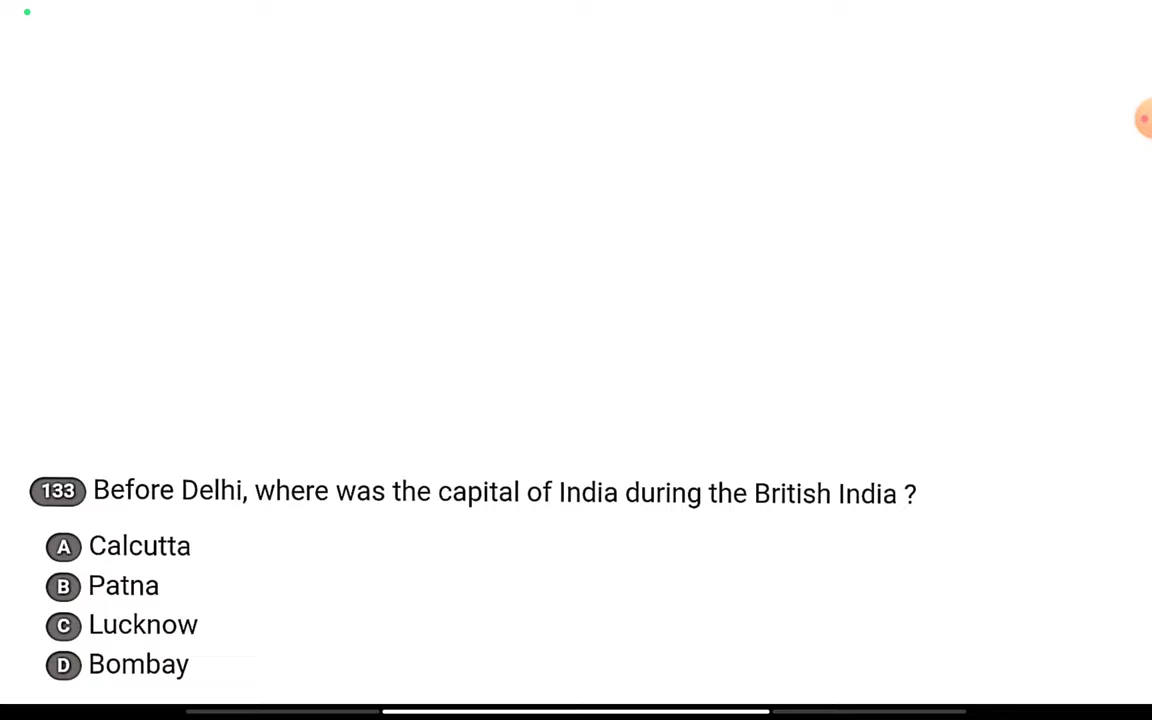 133 Before Delhi, where was the capital of India during the British India ?
A Calcutta
B Patna
C Lucknow
D Bombay